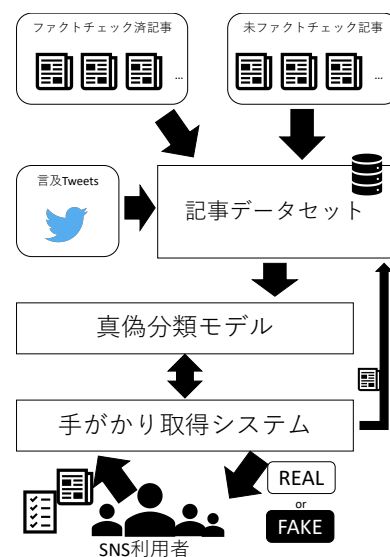 ファクトチェック済記事
...
未ファクトチェック記事
...
言及Tweets
記事データセット
真偽分類モデル
手がかり取得システム
REAL
or
FAKE
SNS利用者